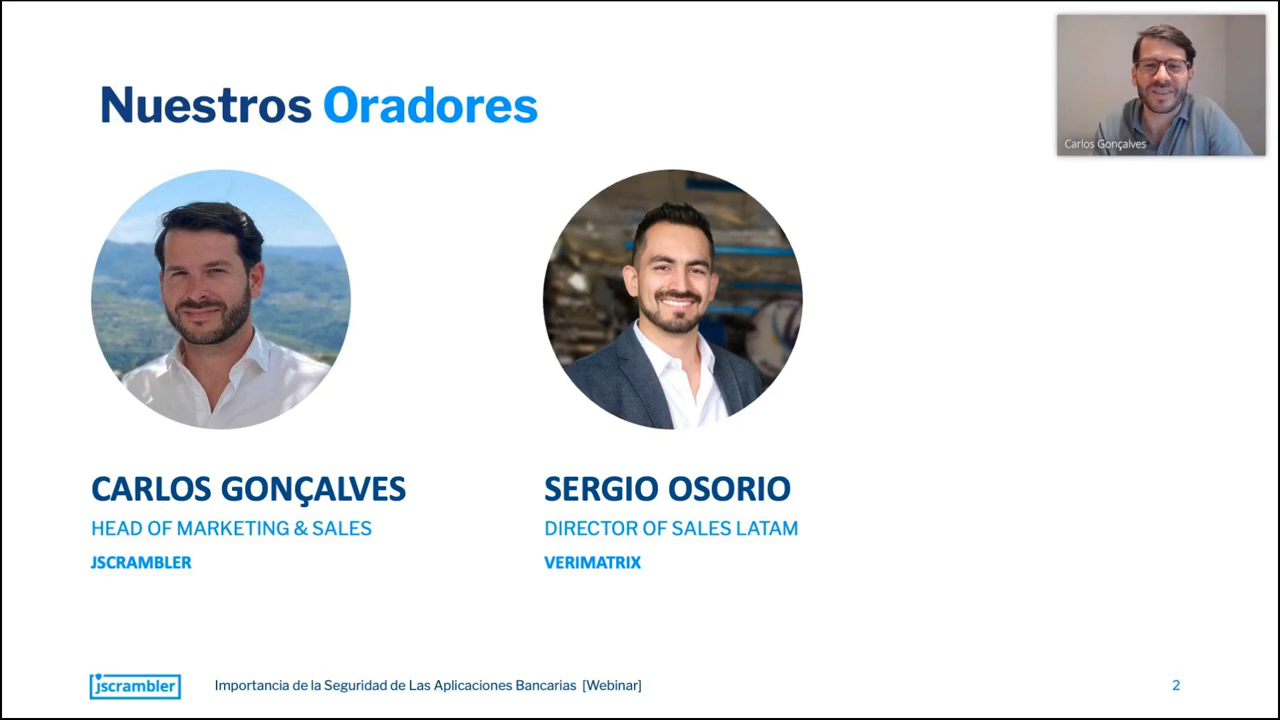 Nuestros Oradores
Carlos Gonçalves
CARLOS GONÇALVES
HEAD OF MARKETING & SALES
JSCRAMBLER
SERGIO OSORIO
DIRECTOR OF SALES LATAM
VERIMATRIX
jscrambler
Importancia de la Seguridad de Las Aplicaciones Bancarias [Webinar]
2